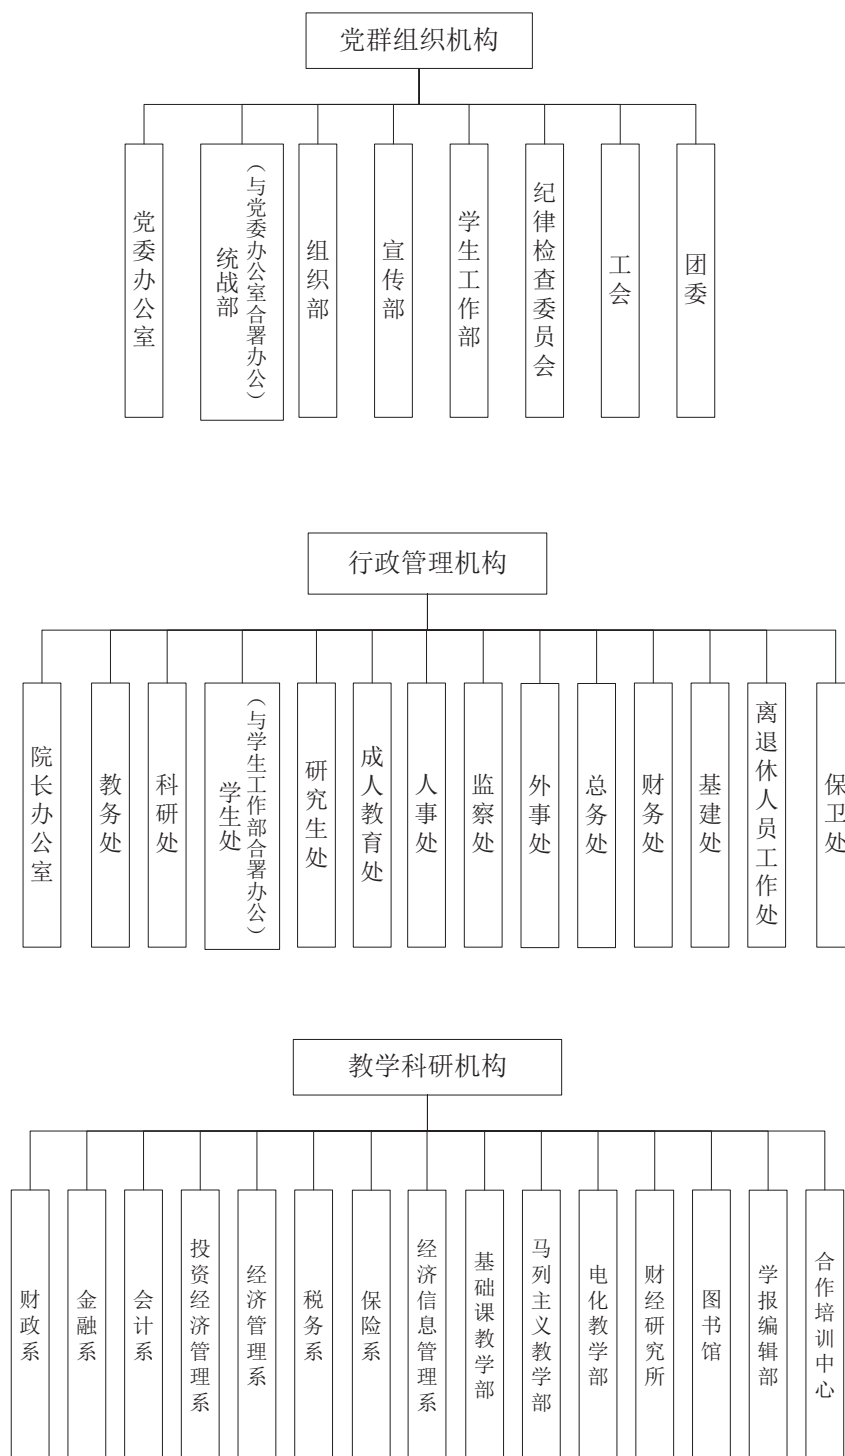 党群组织机构
党委办公室
统战部
（与党委办公室合署办公）
组织部
宣传部
学生工作部
纪律检查委员会
工会
团委
行政管理机构
院长办公室
教务处
科研处
学生处
（与学生工作部合署办公）
研究生处
成人教育处
人事处
监察处
外事处
总务处
财务处
基建处
离退休人员工作处
保卫处
教学科研机构
财政系
金融系
会计系
投资经济管理系
经济管理系
税务系
保险系
经济信息管理系
基础课教学部
马列主义教学部
电化教学部
财经研究所
图书馆
学报编辑部
合作培训中心